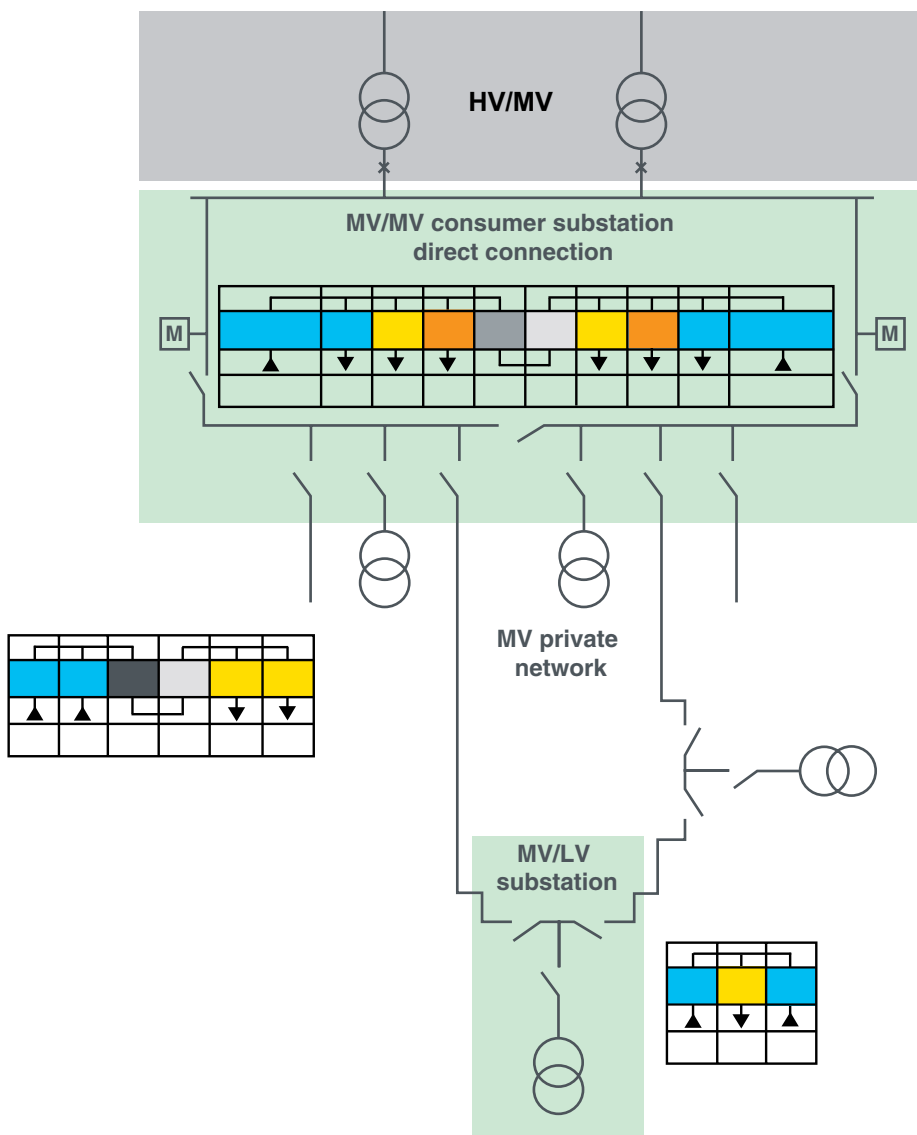 HV/MV
MV/MV consumer substation
direct connection
M
M
MV private
network
MV/LV
substation